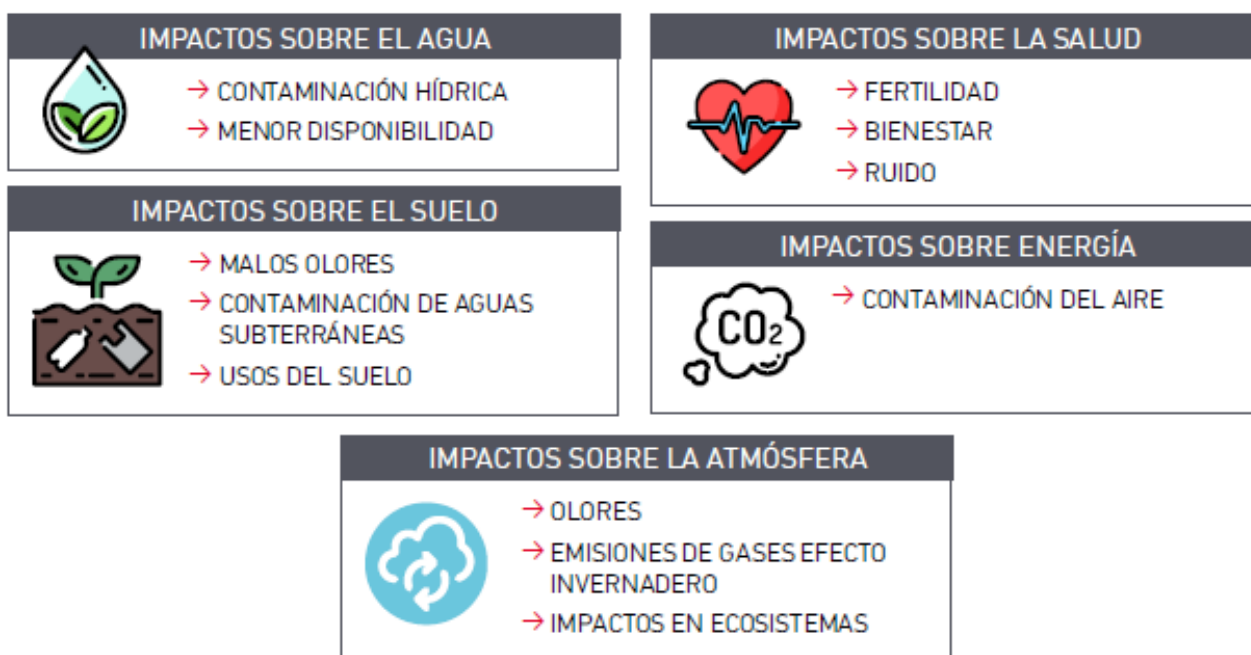 IMPACTOS SOBRE EL AGUA
→ CONTAMINACIÓN HÍDRICA
→ MENOR DISPONIBILIDAD
IMPACTOS SOBRE LA SALUD
→ FERTILIDAD
→ BIENESTAR
→ RUIDO
IMPACTOS SOBRE EL SUELO
→ MALOS OLORES
→ CONTAMINACIÓN DE AGUAS
SUBTERRÁNEAS
→ USOS DEL SUELO
IMPACTOS SOBRE ENERGÍA
CO2
→ CONTAMINACIÓN DEL AIRE
IMPACTOS SOBRE LA ATMÓSFERA
→ OLORES
→ EMISIONES DE GASES EFECTO
INVERNADERO
→ IMPACTOS EN ECOSISTEMAS